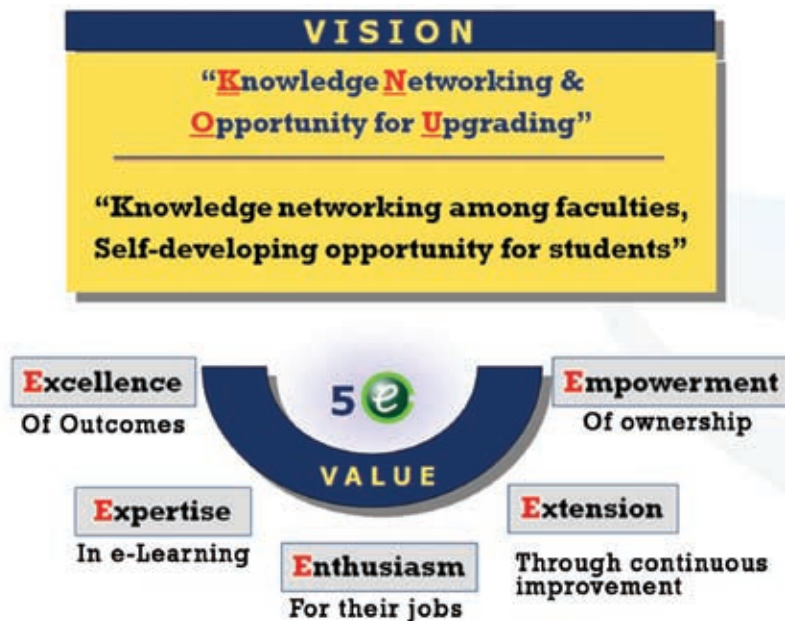 VISION
“Knowledge Networking &
Opportunity for Upgrading”
“Knowledge networking among faculties,
Self-developing opportunity for students”
5 e
VALUE
Excellence
Of Outcomes
Expertise
In e-Learning
Enthusiasm
For their jobs
Extension
Through continuous
improvement
Empowerment
Of ownership